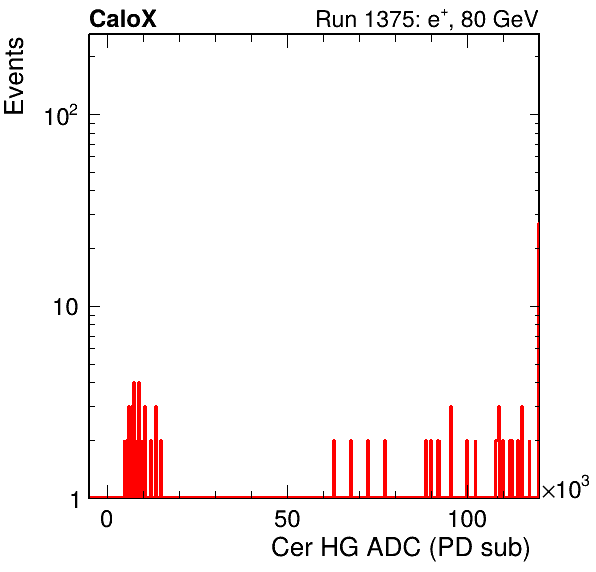 CaloX Run 1375: e+, 80 GeV
Events
10²
10
1
0 50 100 ×10³
Cer HG ADC (PD sub)